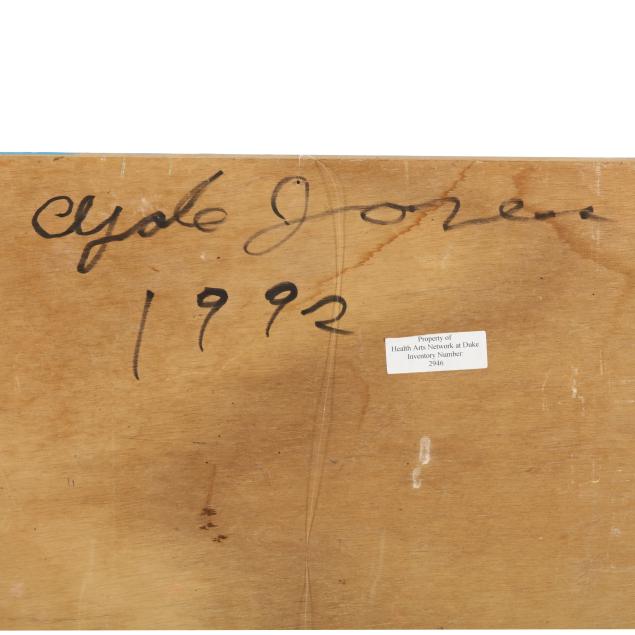 Clyde Jones
1992
Property of
Health Arts Network at Duke
Inventory Number
2946